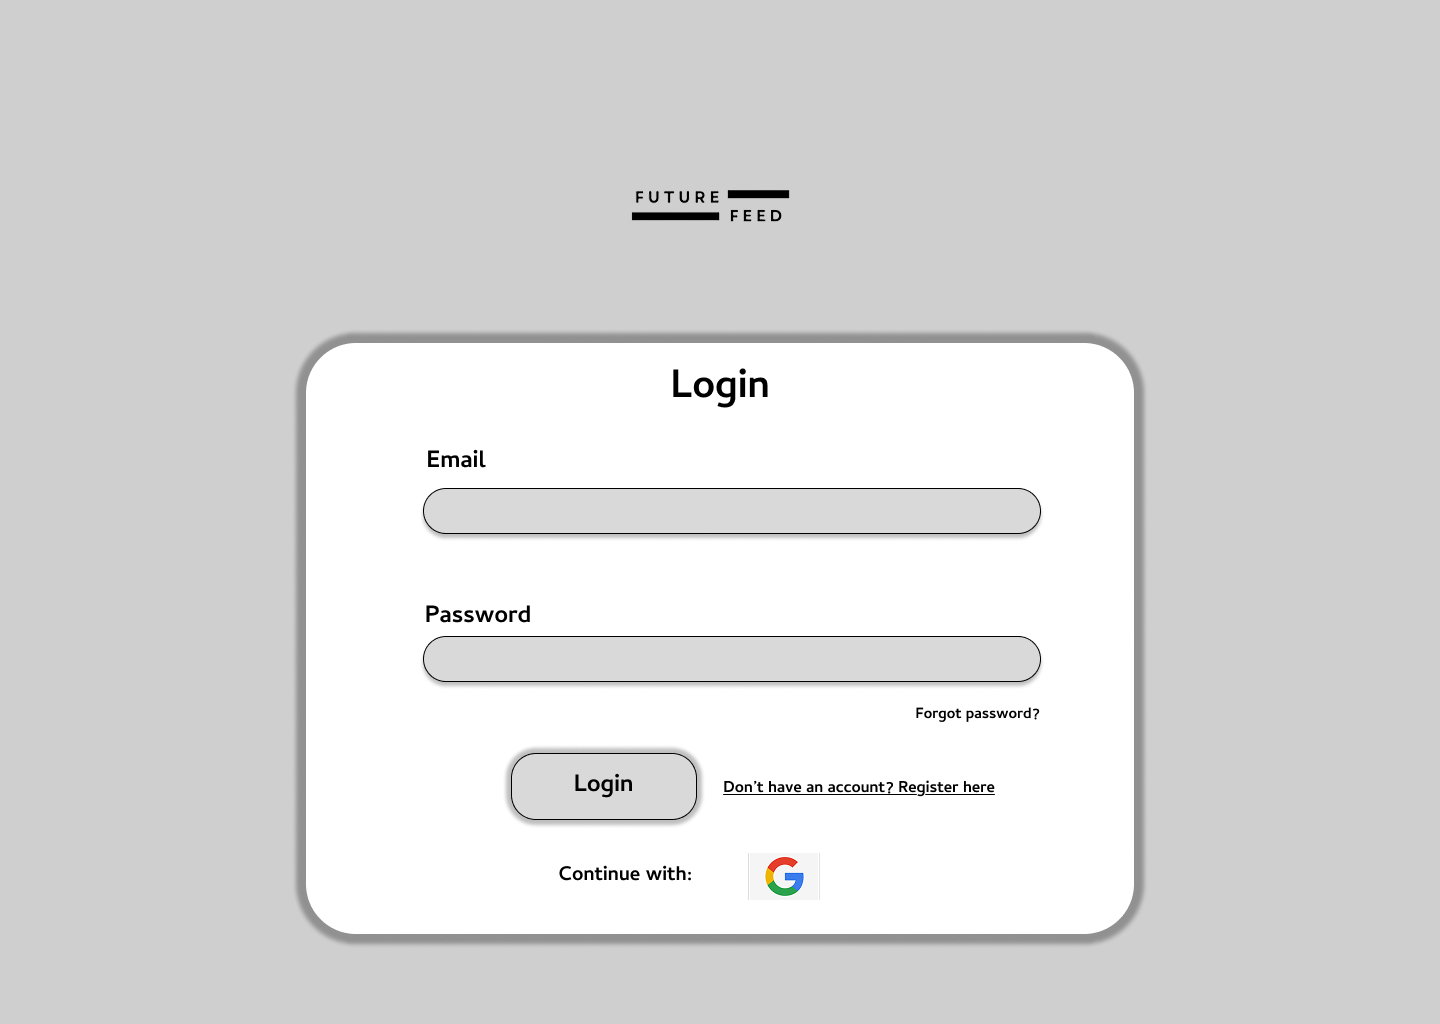 FUTURE
FEED
Login
Email
Password
Forgot password?
Login
Don't have an account? Register here
Continue with: